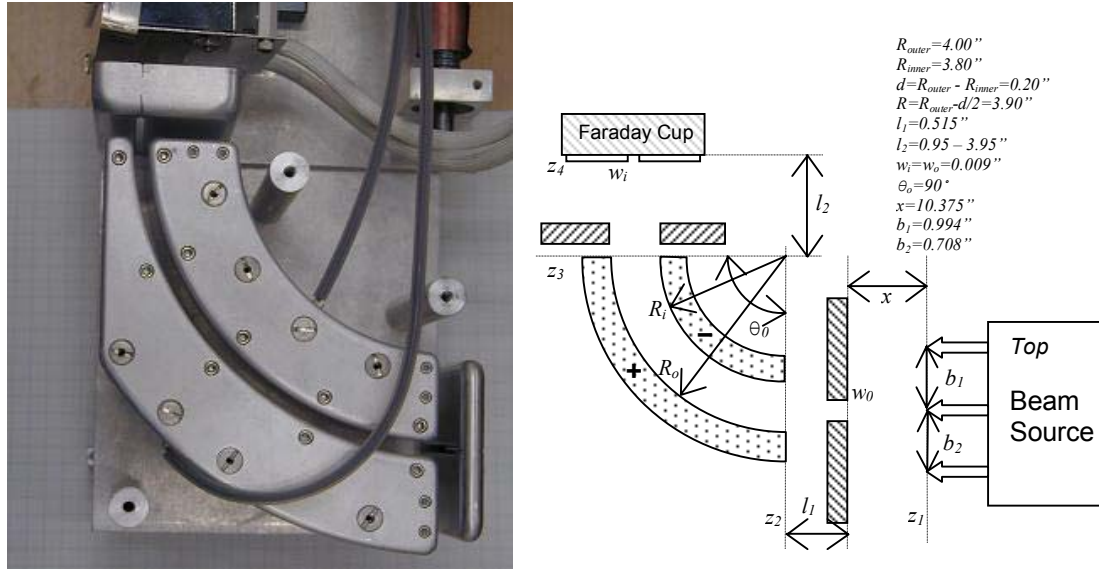 R_outer=4.00”
R_inner=3.80”
d=R_outer - R_inner=0.20”
R=R_outer-d/2=3.90”
l_1=0.515”
l_2=0.95 – 3.95”
w_i=w_o=0.009”
Θ_o=90°
x=10.375”
b_1=0.994”
b_2=0.708”
Faraday Cup
z_4
w_i
l_2
z_3
x
R_i
Θ_0
–
Top
R_o
+
w_0
b_1
Beam
Source
b_2
z_2
l_1
z_1